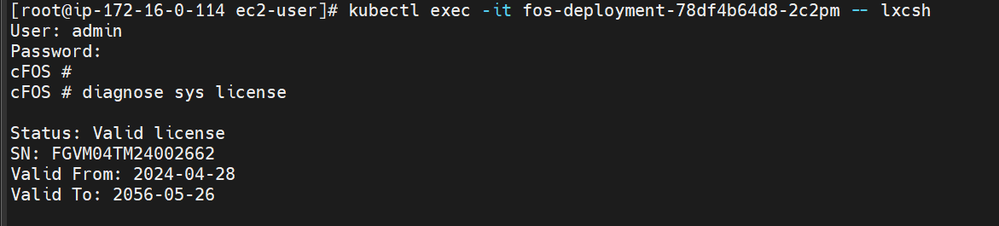 [root@ip-172-16-0-114 ec2-user]# kubectl exec -it fos-deployment-78df4b64d8-2c2pm -- lxcsh
User: admin
Password:
cFOS #
cFOS # diagnose sys license
Status: Valid license
SN: FGVM04TM24002662
Valid From: 2024-04-28
Valid To: 2056-05-26